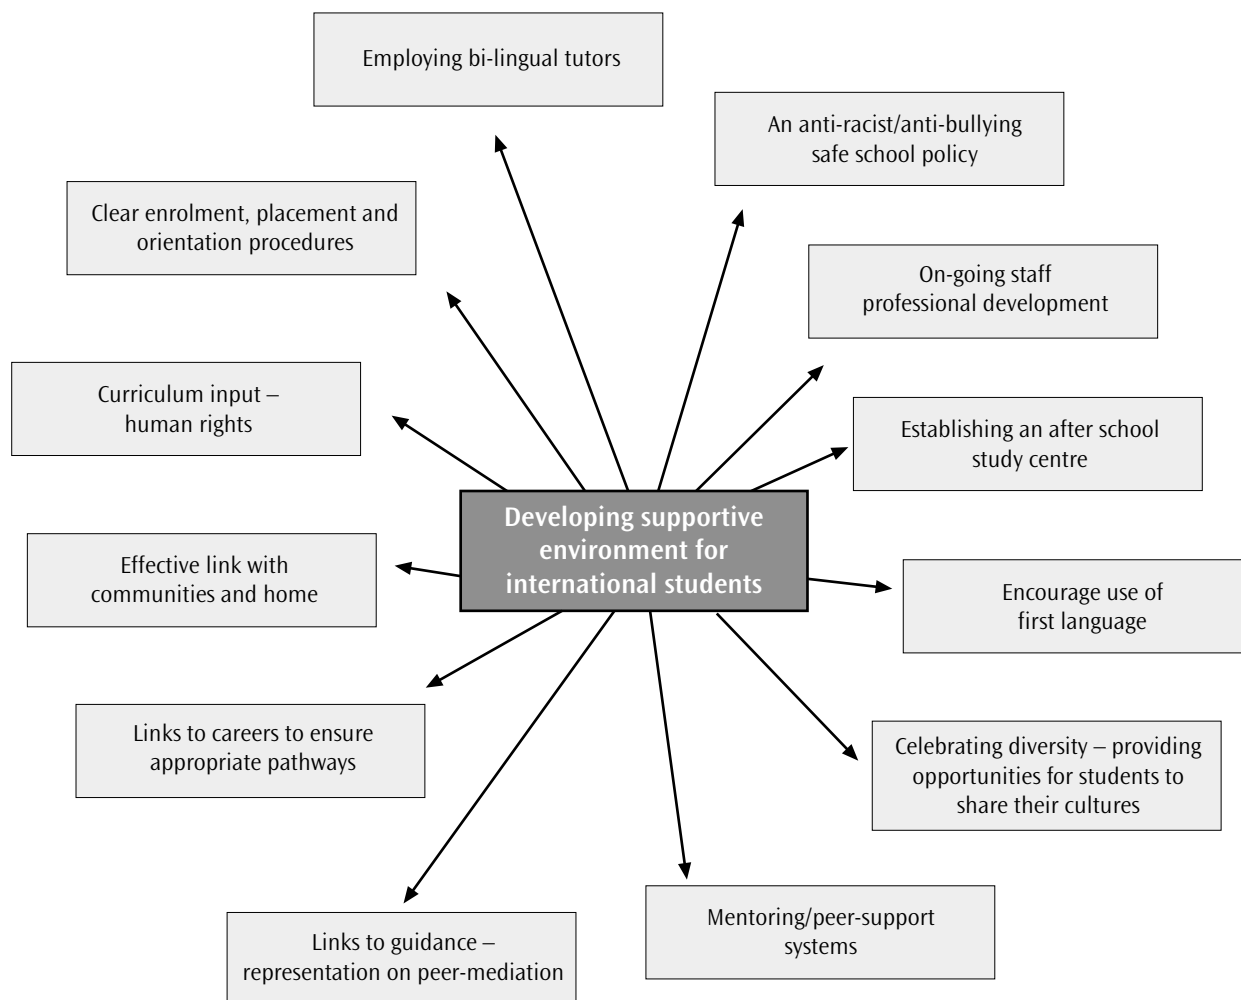 Employing bi-lingual tutors
An anti-racist/anti-bullying
safe school policy
Clear enrolment, placement and
orientation procedures
On-going staff
professional development
Curriculum input –
human rights
Establishing an after school
study centre
Developing supportive
environment for
international students
Effective link with
communities and home
Encourage use of
first language
Links to careers to ensure
appropriate pathways
Celebrating diversity – providing
opportunities for students to
share their cultures
Mentoring/peer-support
systems
Links to guidance –
representation on peer-mediation